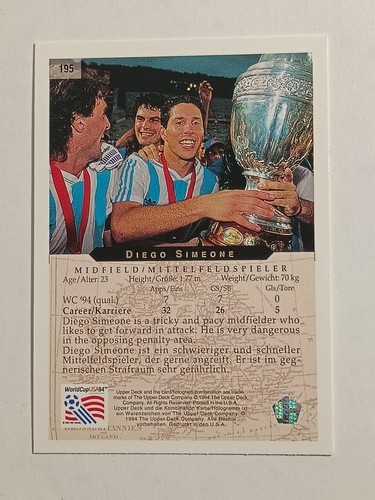 195
DIEGO SIMEONE
MIDFIELD/MITTELFELDSPIELER
Age/Alter: 23 Height/Größe: 1.77 m Weight/Gewicht: 70 kg
Apps/Eins GS/SB Gls/Tore
WC '94 (qual.) 7 7 0
Career/Karriere 32 26 5
Diego Simeone is a tricky and pacy midfielder who
likes to get forward in attack. He is very dangerous
in the opposing penalty area.
Diego Simeone ist ein schwieriger und schneller
Mittelfeldspieler, der gerne angreift. Er ist im geg-
nerischen Strafraum sehr gefährlich.
WorldCupUSA94
Upper Deck and the card/hologram combination are trade-
marks of The Upper Deck Company. © 1994 The Upper Deck
Company. All Rights Reserved. Printed in the U.S.A.
Upper Deck und die Kombination Karte/Hologramm ist
ein Warenzeichen von The Upper Deck Company. ©
1994 The Upper Deck Company. Alle Rechte
vorbehalten. Gedruckt in den U.S.A.
IRELAND